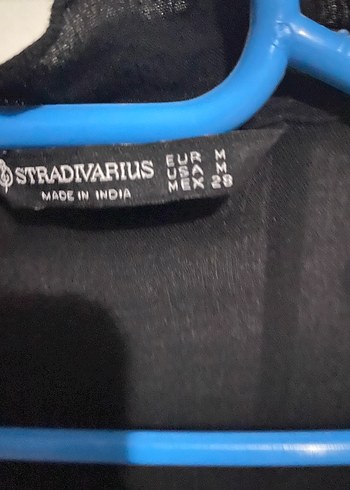 STRADIVARIUS
MADE IN INDIA
EUR M
USA M
MEX 28